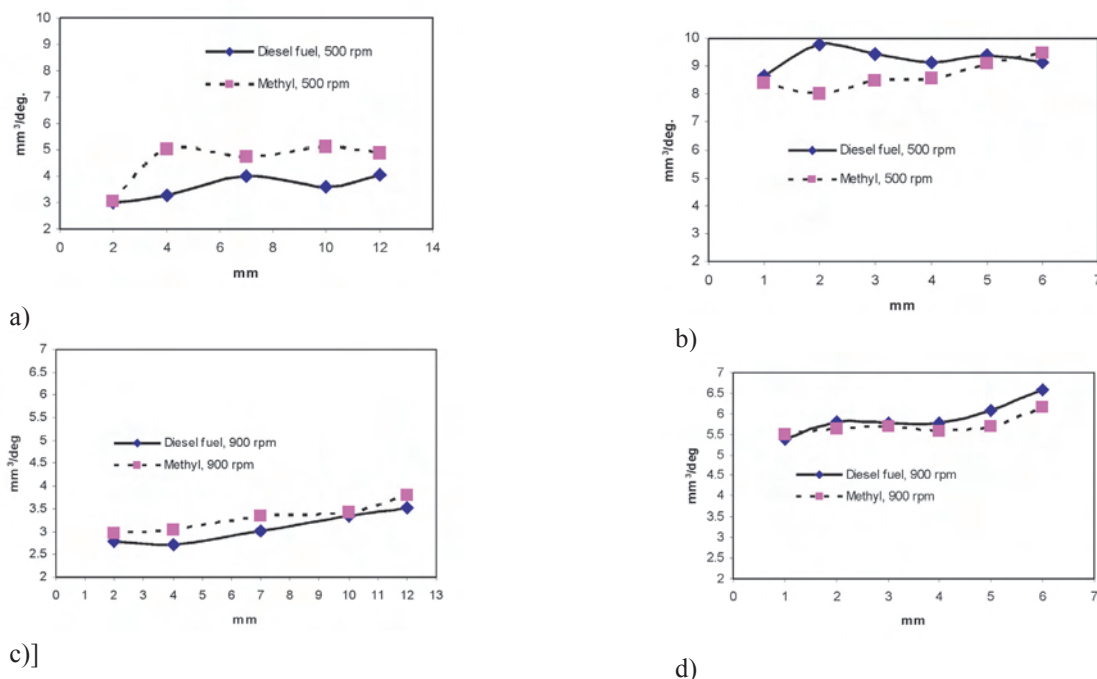 a)
10
9
8
7
6
5
4
3
2
mm³/deg.
Diesel fuel, 500 rpm
Methyl, 500 rpm
0 2 4 6 8 10 12 14
mm
b)
10
9
8
7
6
5
4
3
2
mm³/deg.
Diesel fuel, 500 rpm
Methyl, 500 rpm
0 1 2 3 4 5 6 7
mm
c)]
7
6.5
6
5.5
5
4.5
4
3.5
3
2.5
2
mm³/deg
Diesel fuel, 900 rpm
Methyl, 900 rpm
0 1 2 3 4 5 6 7 8 9 10 11 12 13
mm
d)
7
6.5
6
5.5
5
4.5
4
3.5
3
2.5
2
mm³/deg
Diesel fuel, 900 rpm
Methyl, 900 rpm
0 1 2 3 4 5 6 7
mm